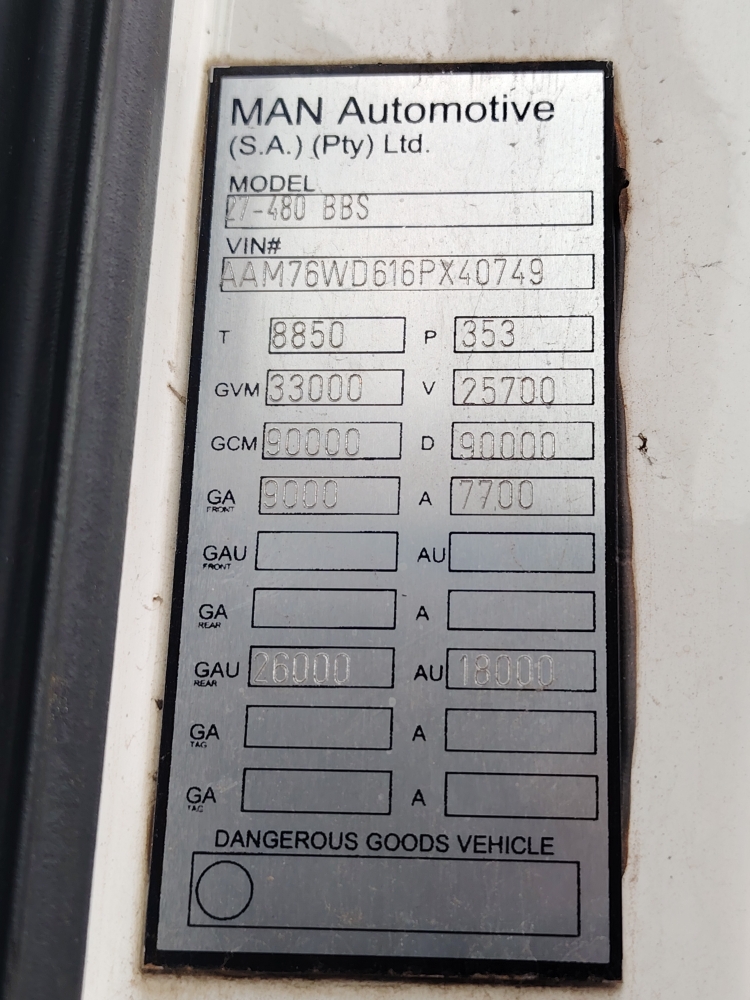 MAN Automotive
(S.A.) (Pty) Ltd.
MODEL
27-480 BBS
VIN#
AAM76WD616PX40749
T 8850 P 353
GVM 33000 V 25700
GCM 90000 D 90000
GA FRONT 9000 A 7700
GAU FRONT AU
GA REAR A
GAU REAR 26000 AU 18000
GA TAG A
GA TAG A
DANGEROUS GOODS VEHICLE